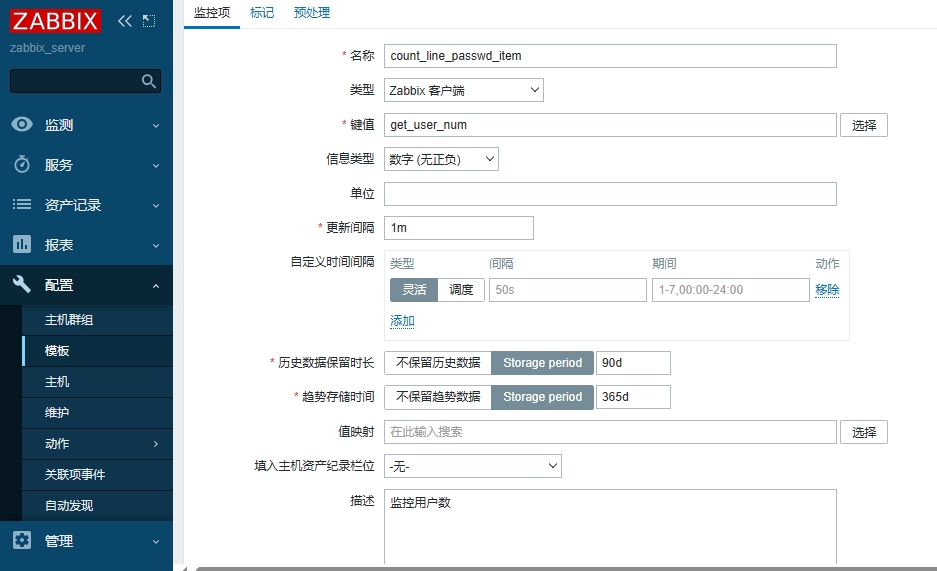 ZABBIX
zabbix_server
监测
服务
资产记录
报表
配置
主机群组
模板
主机
维护
动作
关联项事件
自动发现
管理
监控项 标记 预处理
* 名称 count_line_passwd_item
类型 Zabbix 客户端
* 键值 get_user_num 选择
信息类型 数字 (无正负)
单位
* 更新间隔 1m
自定义时间间隔 类型 间隔 期间 动作
灵活 调度 50s 1-7,00:00-24:00 移除
添加
* 历史数据保留时长 不保留历史数据 Storage period 90d
* 趋势存储时间 不保留趋势数据 Storage period 365d
值映射 在此输入搜索 选择
填入主机资产纪录栏位 -无-
描述 监控用户数